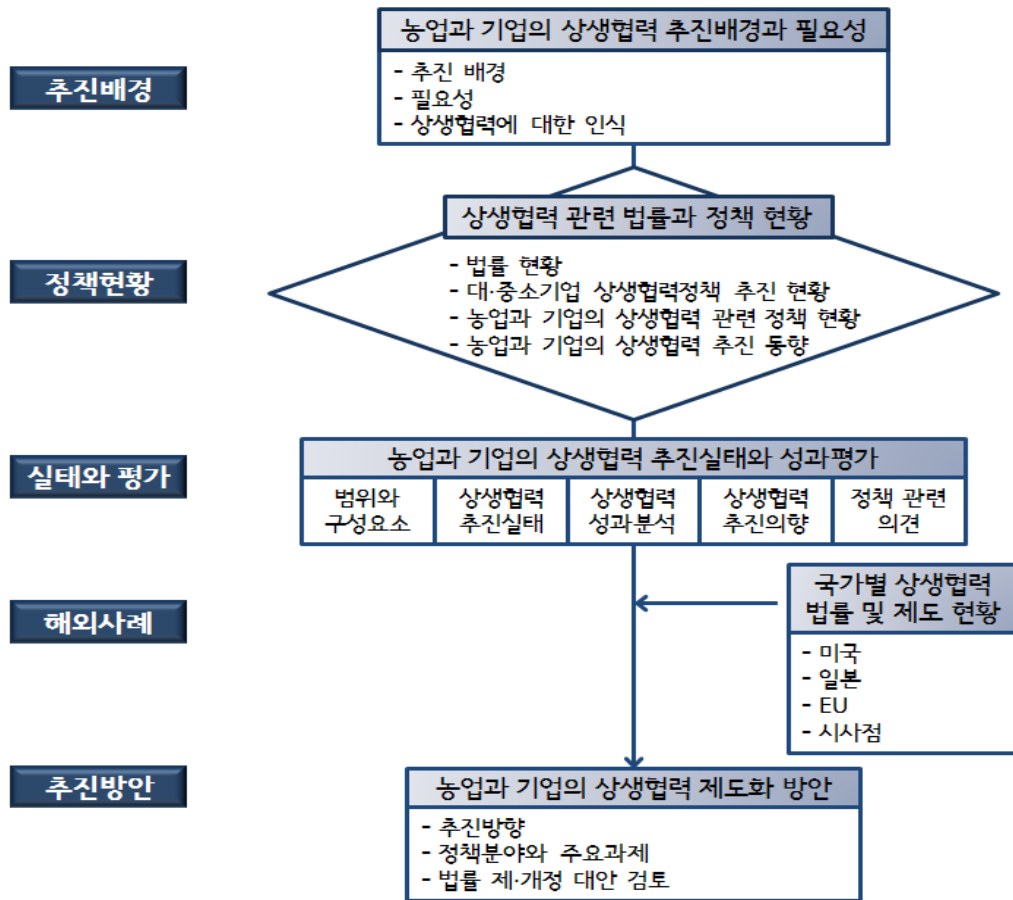 농업과 기업의 상생협력 추진배경과 필요성
추진배경
- 추진 배경
- 필요성
- 상생협력에 대한 인식
상생협력 관련 법률과 정책 현황
정책현황
- 법률 현황
- 대·중소기업 상생협력정책 추진 현황
- 농업과 기업의 상생협력 관련 정책 현황
- 농업과 기업의 상생협력 추진 동향
실태와 평가
농업과 기업의 상생협력 추진실태와 성과평가
범위와
구성요소
상생협력
추진실태
상생협력
성과분석
상생협력
추진의향
정책 관련
의견
해외사례
국가별 상생협력
법률 및 제도 현황
- 미국
- 일본
- EU
- 시사점
추진방안
농업과 기업의 상생협력 제도화 방안
- 추진방향
- 정책분야와 주요과제
- 법률 제·개정 대안 검토